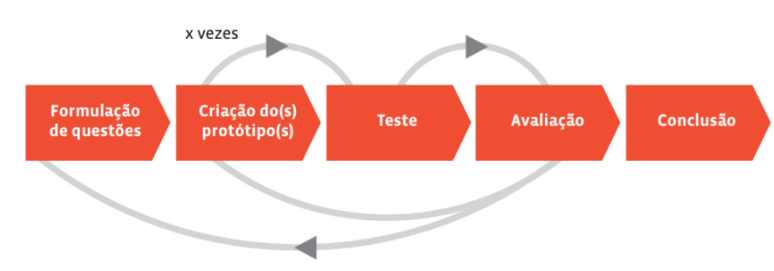 x vezes
Formulação
de questões
Criação do(s)
protótipo(s)
Teste
Avaliação
Conclusão